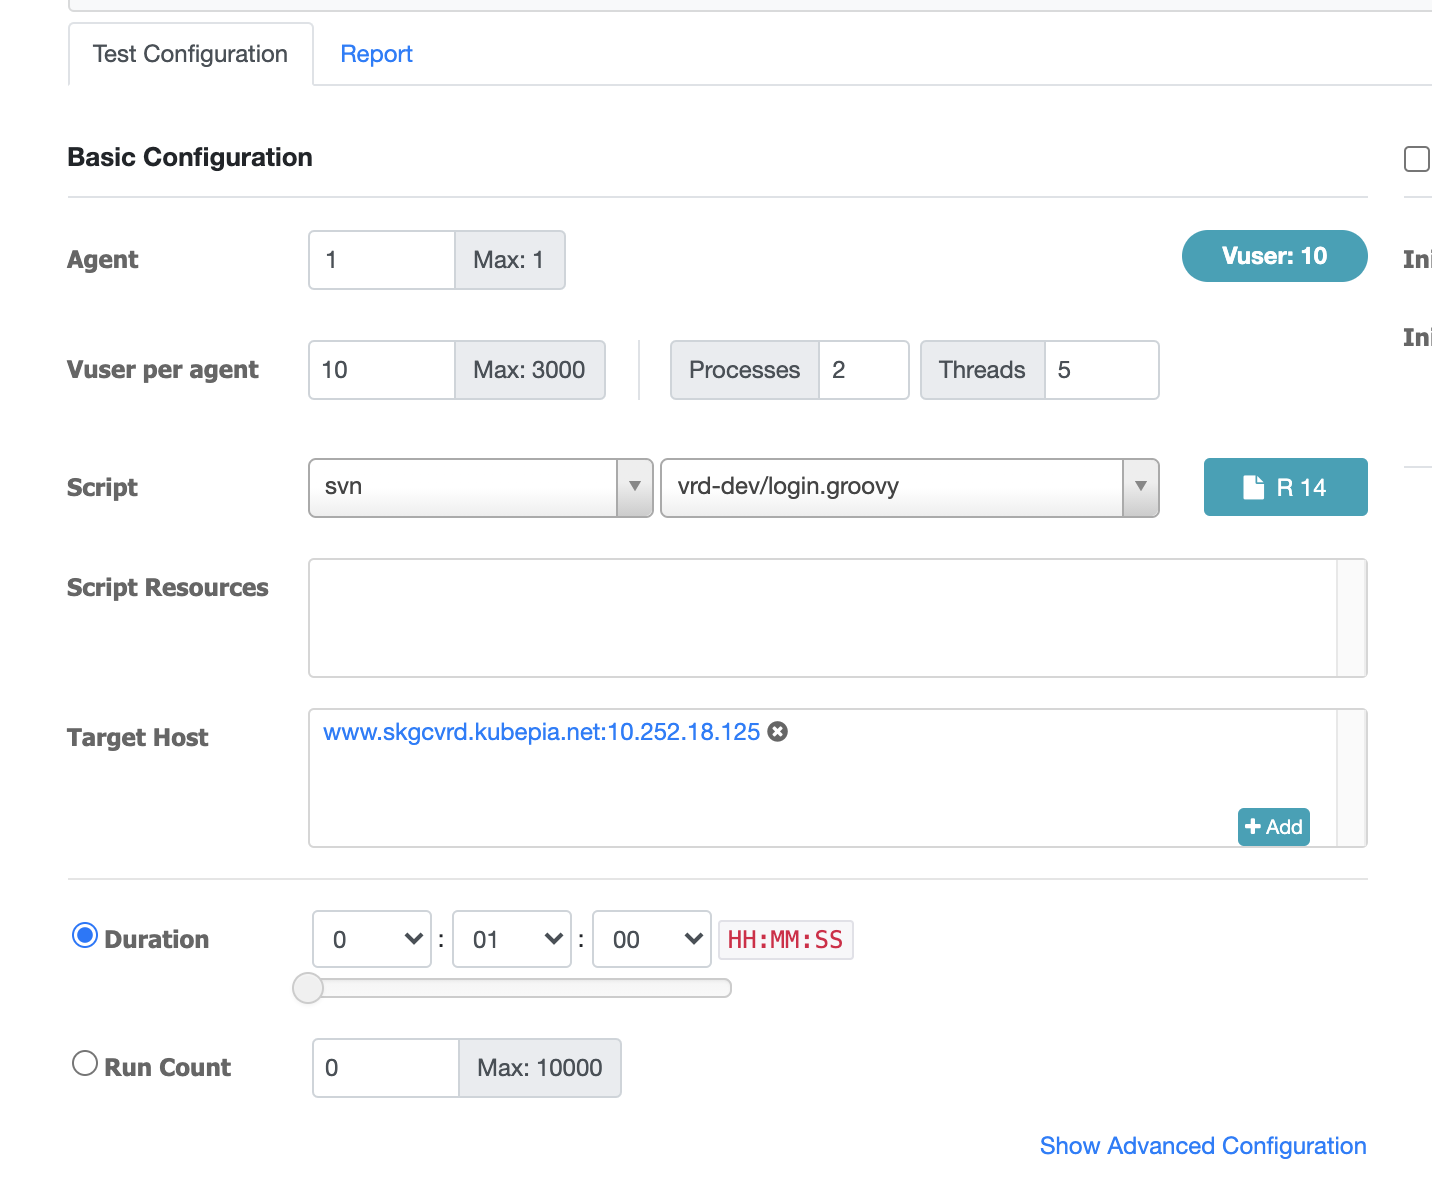 Test Configuration Report
Basic Configuration
Agent 1 Max: 1 Vuser: 10 Ini
Ini
Vuser per agent 10 Max: 3000 Processes 2 Threads 5
Script svn vrd-dev/login.groovy R 14
Script Resources
Target Host www.skgcvrd.kubepia.net:10.252.18.125
Add
Duration 0 : 01 : 00 HH:MM:SS
Run Count 0 Max: 10000
Show Advanced Configuration